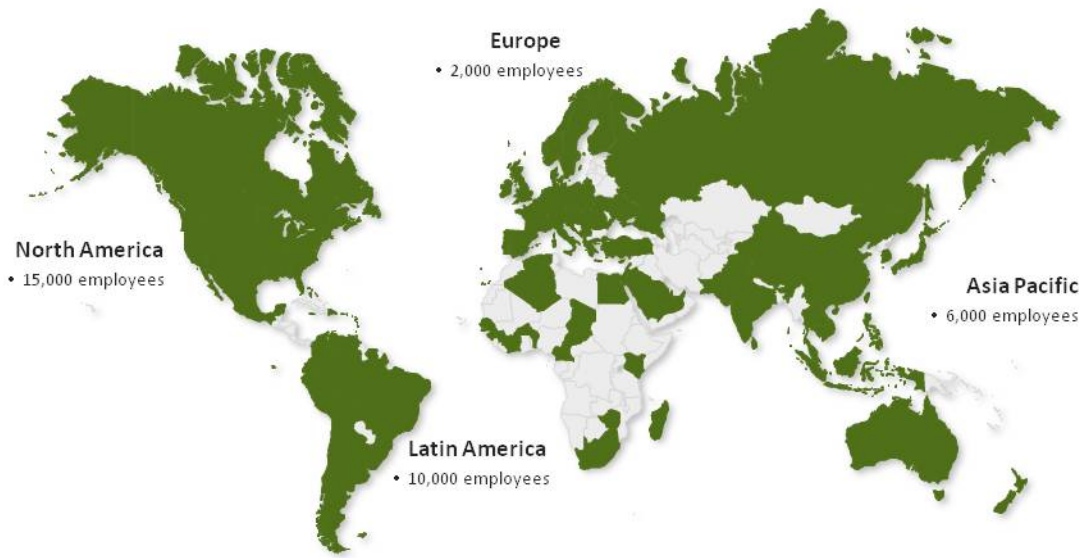 Europe
• 2,000 employees
North America
• 15,000 employees
Asia Pacific
• 6,000 employees
Latin America
• 10,000 employees